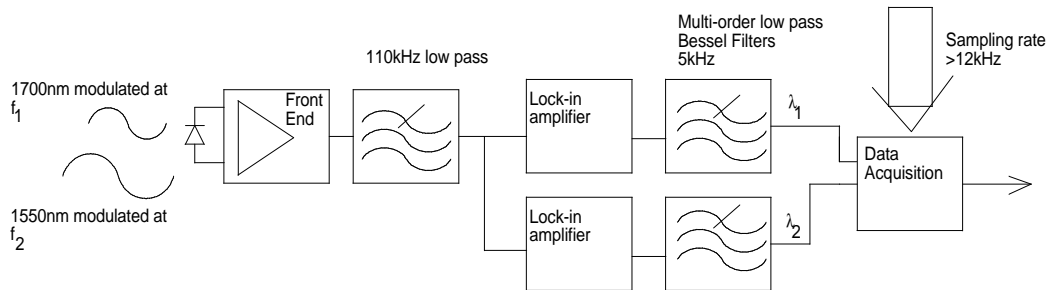 1700nm modulated at
f1
1550nm modulated at
f2
Front
End
110kHz low pass
Lock-in
amplifier
Lock-in
amplifier
Multi-order low pass
Bessel Filters
5kHz
λ1
λ2
Sampling rate
>12kHz
Data
Acquisition